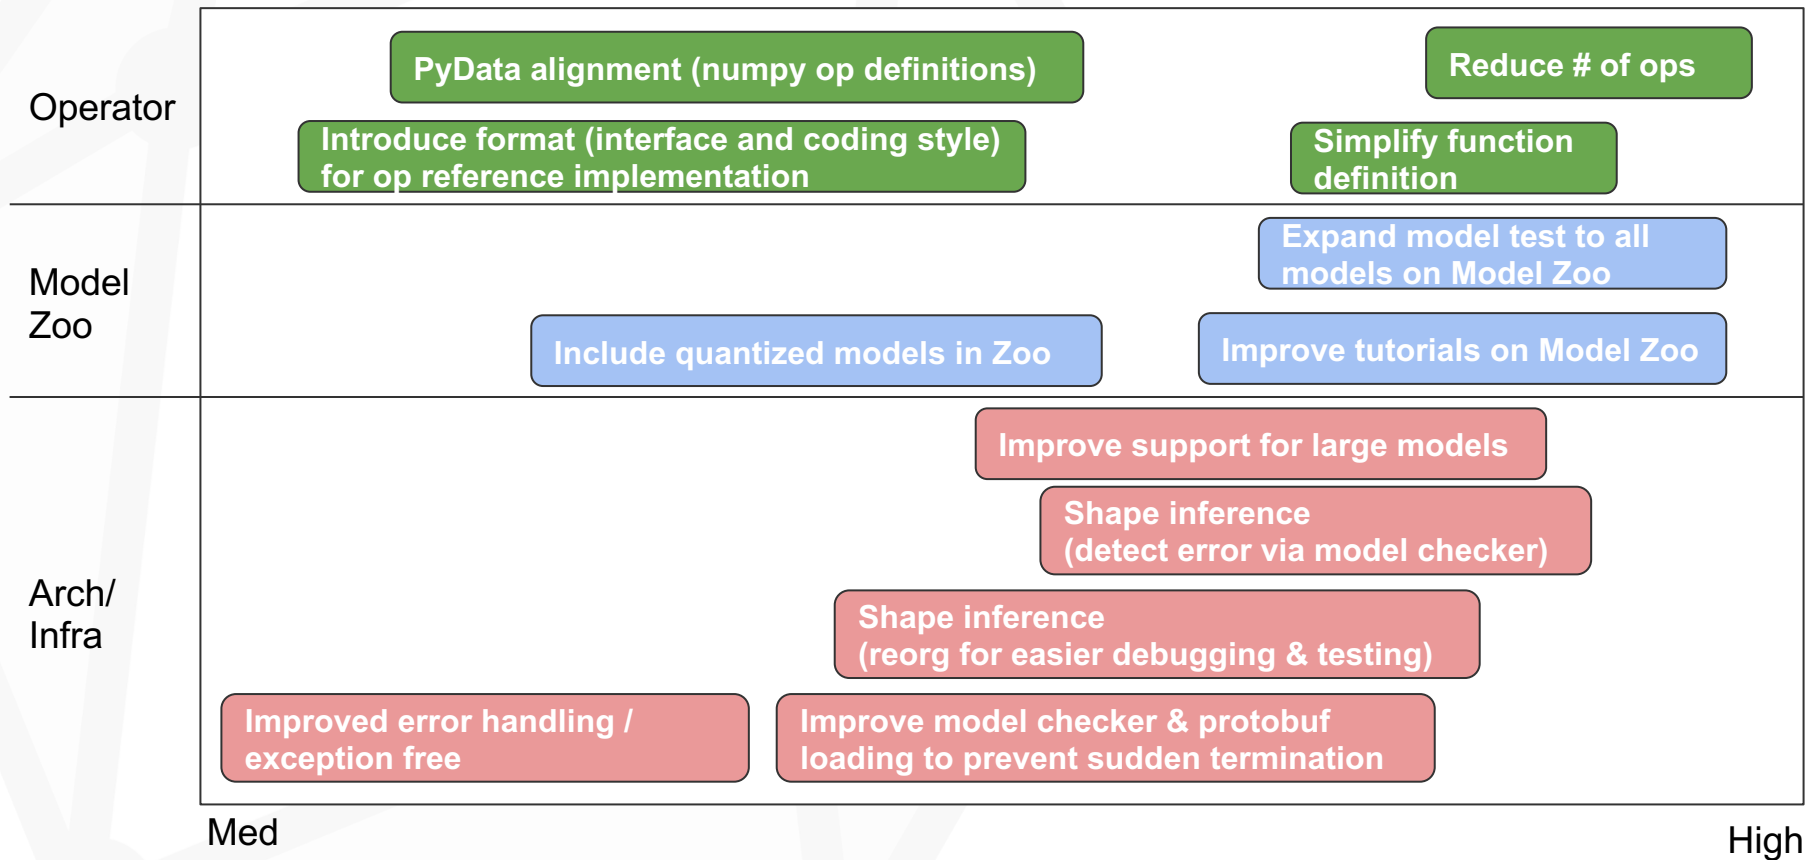 Operator
PyData alignment (numpy op definitions)
Reduce # of ops
Introduce format (interface and coding style)
for op reference implementation
Simplify function
definition
Model
Zoo
Expand model test to all
models on Model Zoo
Include quantized models in Zoo
Improve tutorials on Model Zoo
Arch/
Infra
Improve support for large models
Shape inference
(detect error via model checker)
Shape inference
(reorg for easier debugging & testing)
Improved error handling /
exception free
Improve model checker & protobuf
loading to prevent sudden termination
Med
High